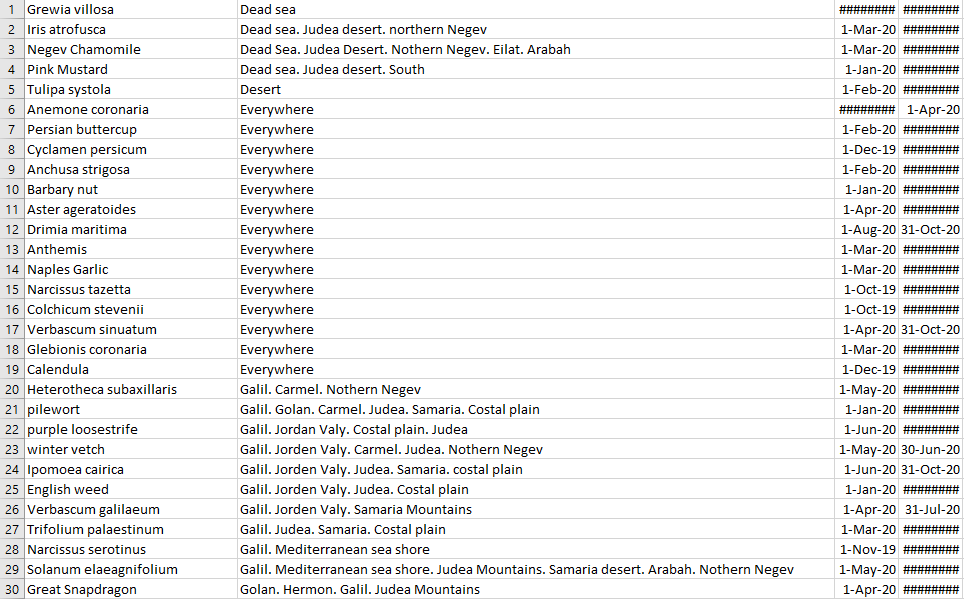 1 Grewia villosa Dead sea ######## ########
2 Iris atrofusca Dead Sea. Judea desert. northern Negev 1-Mar-20 ########
3 Negev Chamomile Dead Sea. Judea Desert. Nothern Negev. Eilat. Arabah 1-Mar-20 ########
4 Pink Mustard Dead sea. Judea desert. South 1-Jan-20 ########
5 Tulipa systola Desert 1-Feb-20 ########
6 Anemone coronaria Everywhere ######## 1-Apr-20
7 Persian buttercup Everywhere 1-Feb-20 ########
8 Cyclamen persicum Everywhere 1-Dec-19 ########
9 Anchusa strigosa Everywhere 1-Feb-20 ########
10 Barbary nut Everywhere 1-Jan-20 ########
11 Aster ageratoides Everywhere 1-Apr-20 ########
12 Drimia maritima Everywhere 1-Aug-20 31-Oct-20
13 Anthemis Everywhere 1-Mar-20 ########
14 Naples Garlic Everywhere 1-Mar-20 ########
15 Narcissus tazetta Everywhere 1-Oct-19 ########
16 Colchicum stevenii Everywhere 1-Oct-19 ########
17 Verbascum sinuatum Everywhere 1-Apr-20 31-Oct-20
18 Glebionis coronaria Everywhere 1-Mar-20 ########
19 Calendula Everywhere 1-Dec-19 ########
20 Heterotheca subaxillaris Galil. Carmel. Nothern Negev 1-May-20 ########
21 pilewort Galil. Golan. Carmel. Judea. Samaria. Costal plain 1-Jan-20 ########
22 purple loosestrife Galil. Jordan Valy. Costal plain. Judea 1-Jun-20 ########
23 winter vetch Galil. Jorden Valy. Carmel. Judea. Nothern Negev 1-May-20 30-Jun-20
24 Ipomoea cairica Galil. Jorden Valy. Judea. Samaria. costal plain 1-Jun-20 31-Oct-20
25 English weed Galil. Jorden Valy. Judea. Costal plain 1-Jan-20 ########
26 Verbascum galilaeum Galil. Jorden Valy. Samaria Mountains 1-Apr-20 31-Jul-20
27 Trifolium palaestinum Galil. Judea. Samaria. Costal plain 1-Mar-20 ########
28 Narcissus serotinus Galil. Mediterranean sea shore 1-Nov-19 ########
29 Solanum elaeagnifolium Galil. Mediterranean sea shore. Judea Mountains. Samaria desert. Arabah. Nothern Negev 1-May-20 ########
30 Great Snapdragon Golan. Hermon. Galil. Judea Mountains 1-Apr-20 ########